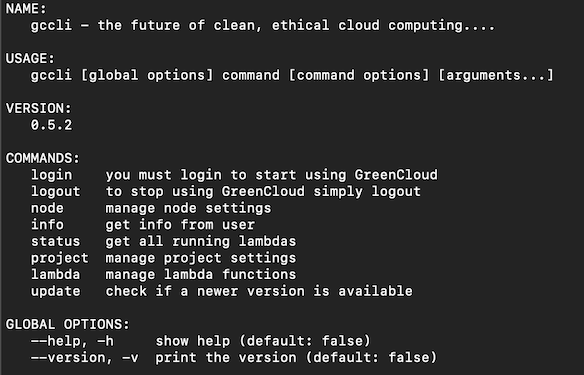 NAME:
gccli - the future of clean, ethical cloud computing....
USAGE:
gccli [global options] command [command options] [arguments...]
VERSION:
0.5.2
COMMANDS:
login you must login to start using GreenCloud
logout to stop using GreenCloud simply logout
node manage node settings
info get info from user
status get all running lambdas
project manage project settings
lambda manage lambda functions
update check if a newer version is available
GLOBAL OPTIONS:
--help, -h show help (default: false)
--version, -v print the version (default: false)